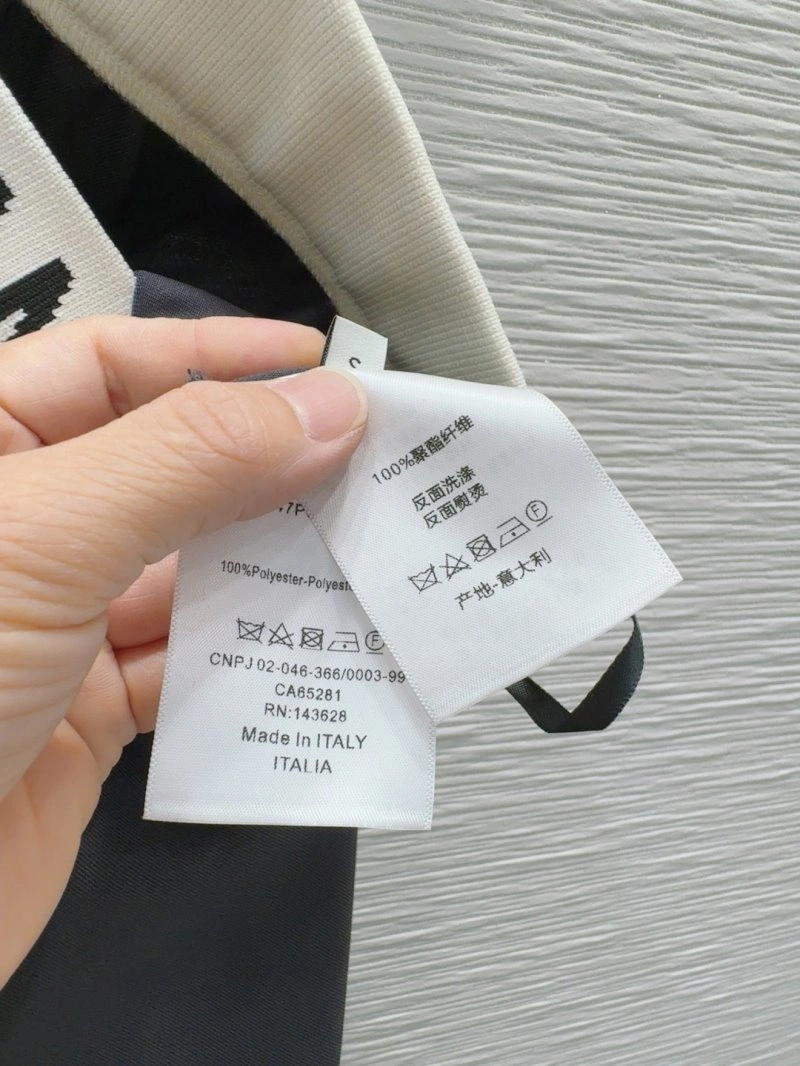 S
100%聚酯纤维
反面洗涤
反面熨烫
F
产地-意大利
100%Polyester-Polyest
F
CNPJ 02-046-366/0003-99
CA65281
RN:143628
Made In ITALY
ITALIA